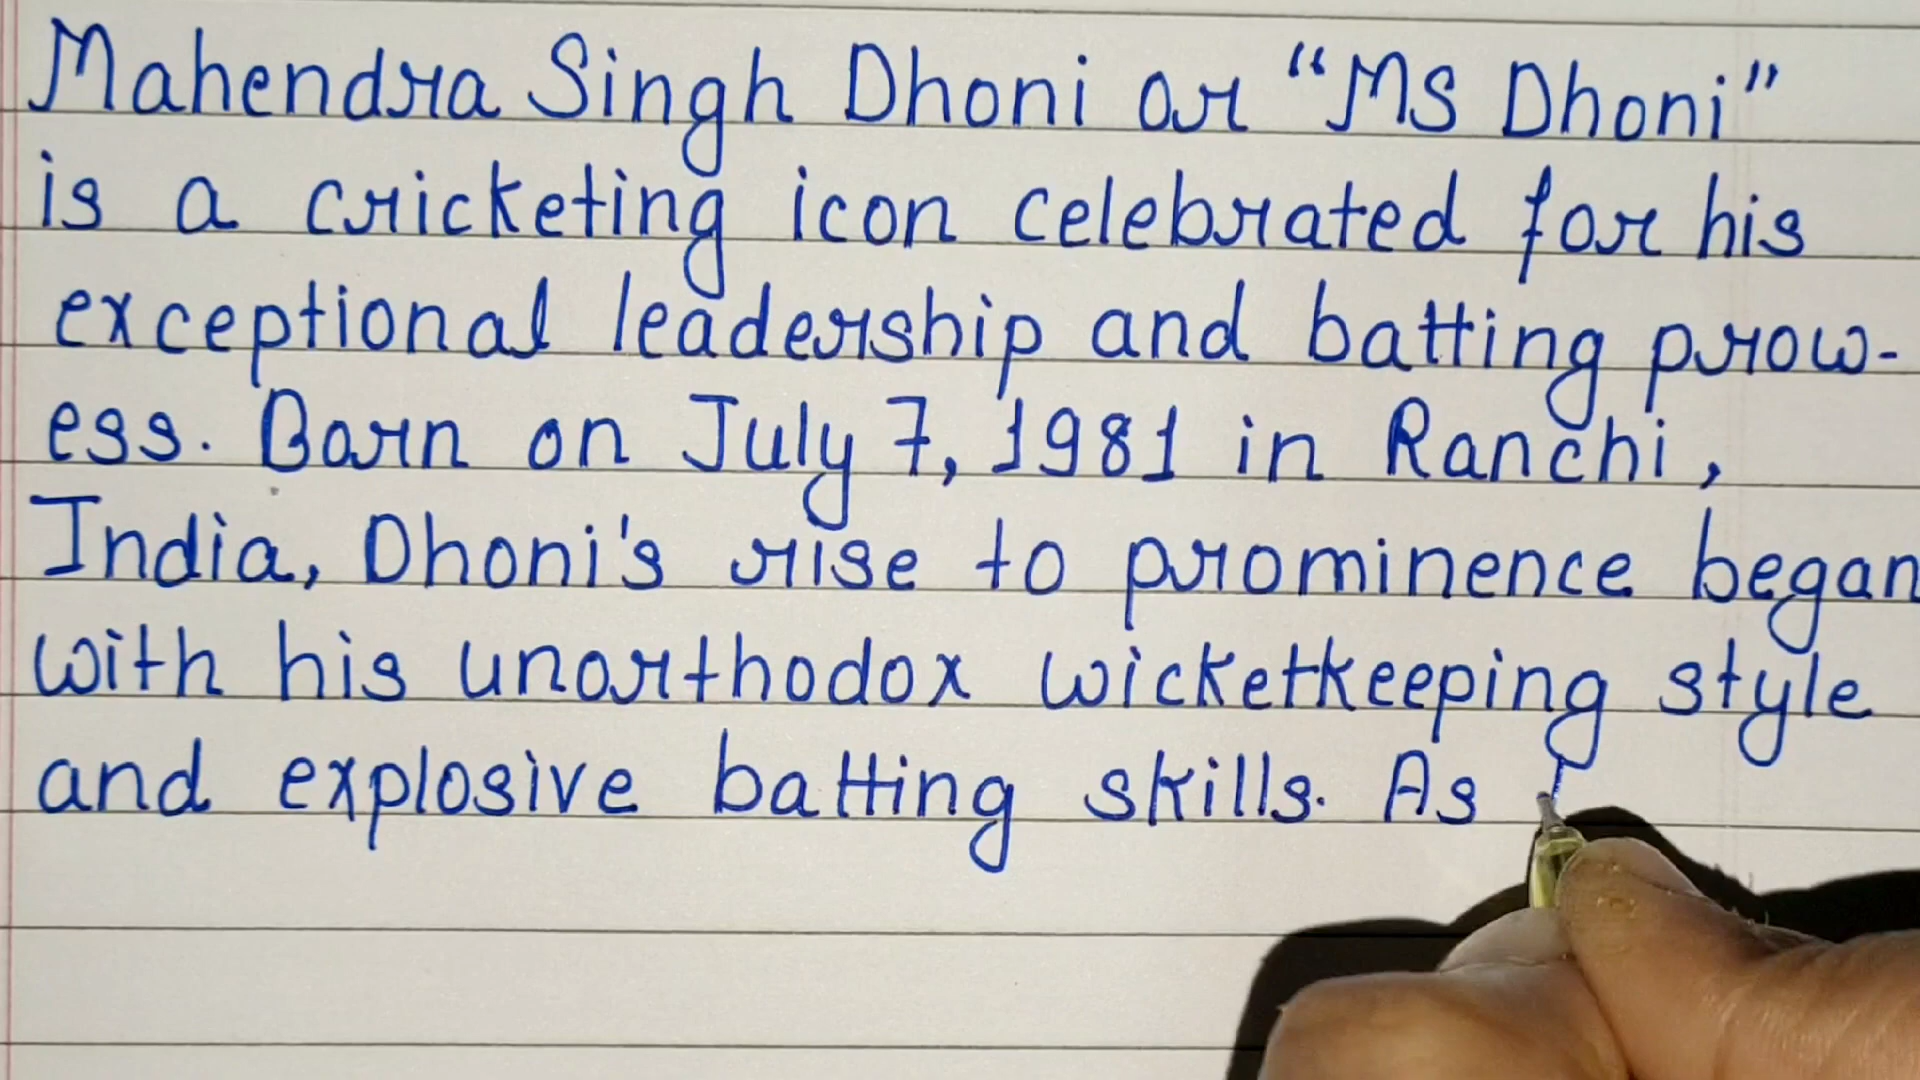 Mahendra Singh Dhoni or “MS Dhoni”
is a cricketing icon celebrated for his
exceptional leadership and batting prow-
ess. Born on July 7, 1981 in Ranchi,
India, Dhoni's rise to prominence began
with his unorthodox wicketkeeping style
and explosive batting skills. As